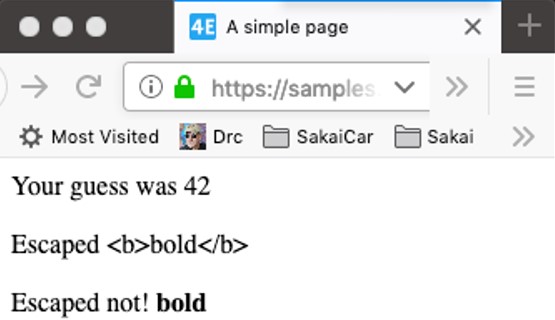 4E A simple page
https://samples.
Most Visited Drc SakaiCar Sakai
Your guess was 42
Escaped <b>bold</b>
Escaped not! bold